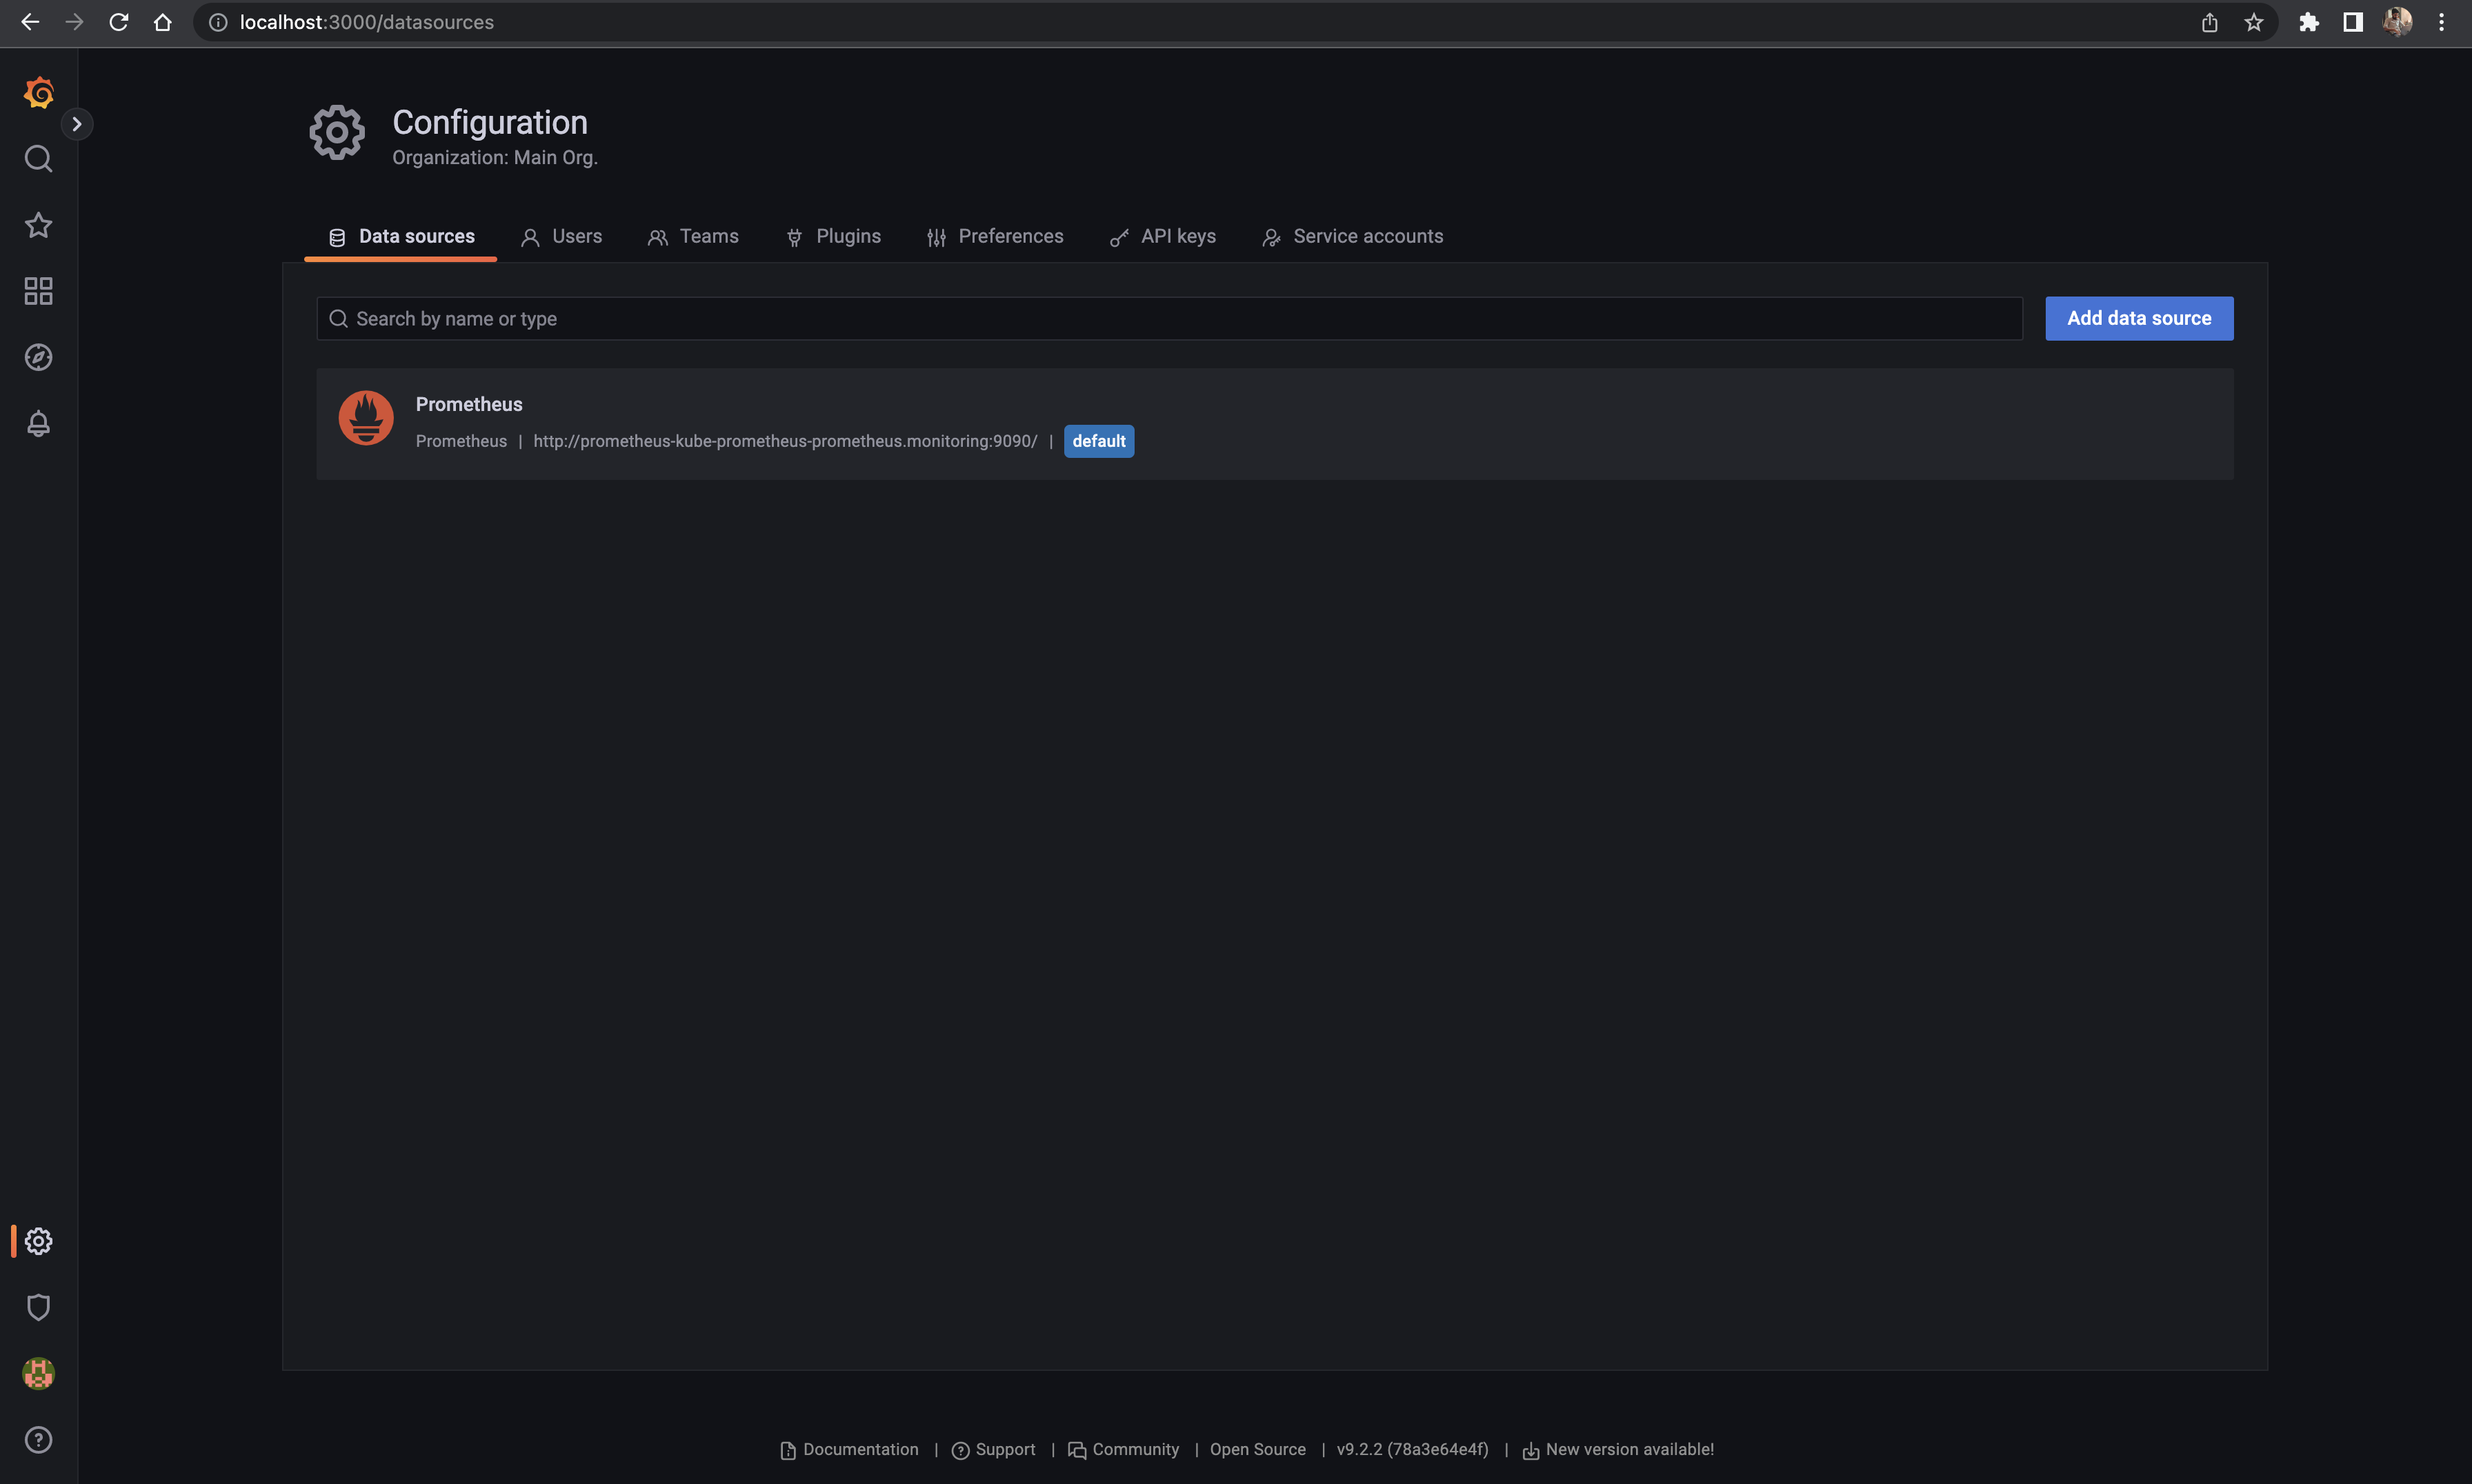 localhost:3000/datasources
Configuration
Organization: Main Org.
Data sources Users Teams Plugins Preferences API keys Service accounts
Search by name or type Add data source
Prometheus
Prometheus | http://prometheus-kube-prometheus-prometheus.monitoring:9090/ | default
Documentation | Support | Community | Open Source | v9.2.2 (78a3e64e4f) | New version available!